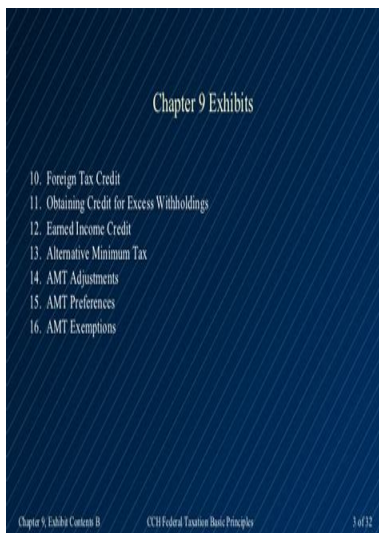 Chapter 9 Exhibits
10. Foreign Tax Credit
11. Obtaining Credit for Excess Withholdings
12. Earned Income Credit
13. Alternative Minimum Tax
14. AMT Adjustments
15. AMT Preferences
16. AMT Exemptions
Chapter 9, Exhibit Contents B CCH Federal Taxation Basic Principles 3 of 32